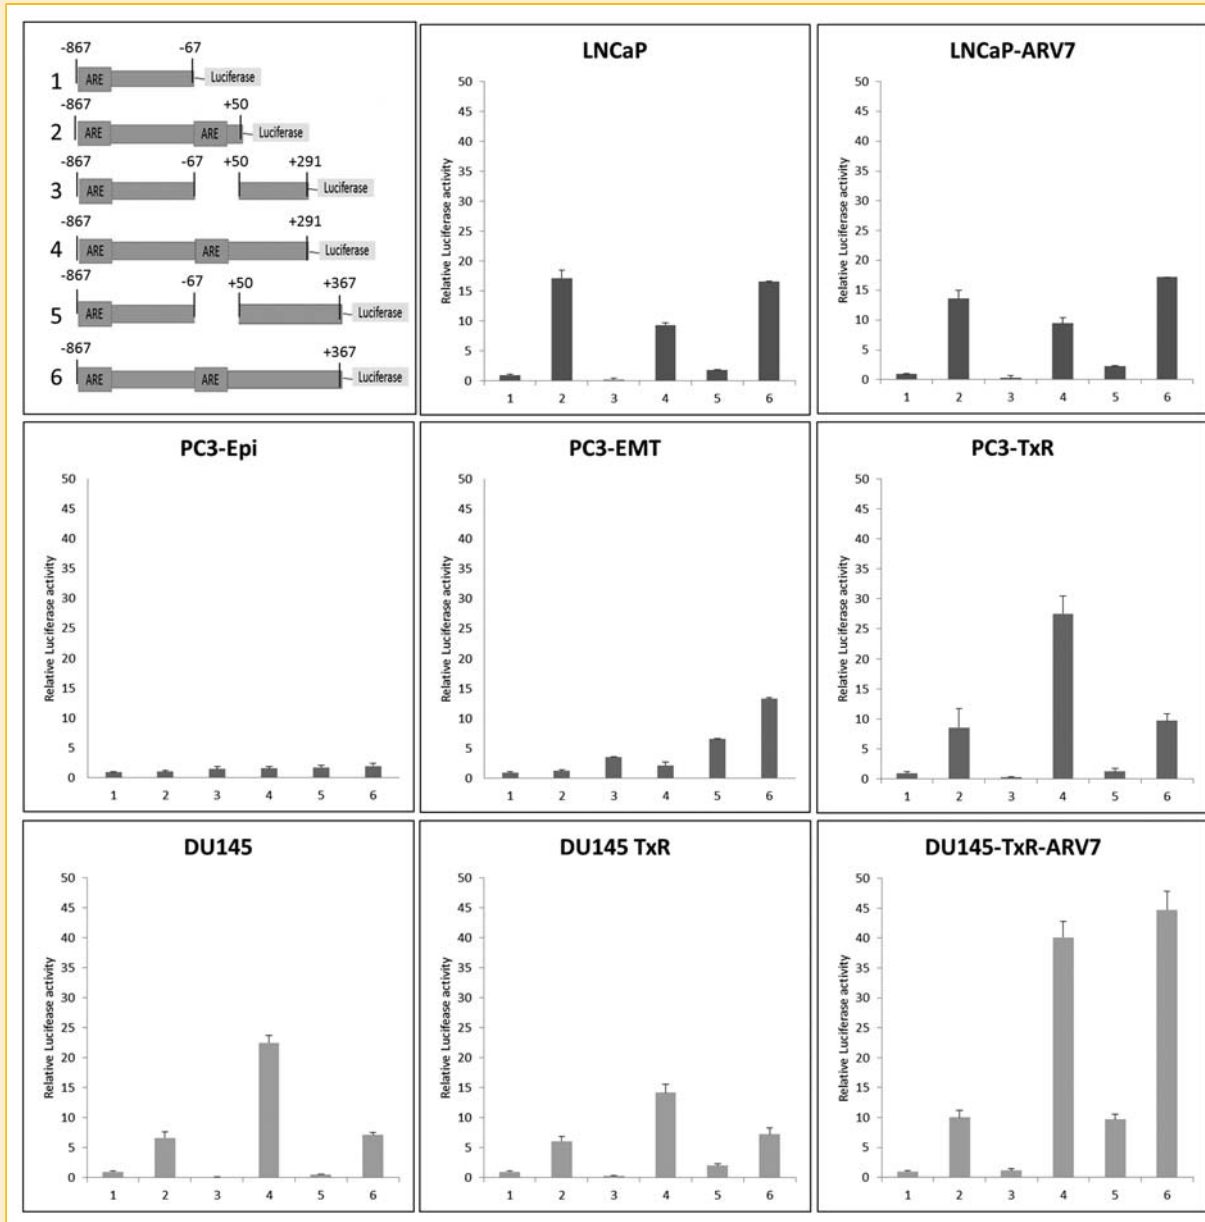 -867
-67
1
ARE
Luciferase
-867
+50
2
ARE
ARE
Luciferase
-867
-67
+50
+291
3
ARE
Luciferase
-867
+291
4
ARE
ARE
Luciferase
-867
-67
+50
+367
5
ARE
Luciferase
-867
+367
6
ARE
ARE
Luciferase
LNCaP
Relative Luciferase activity
50
45
40
35
30
25
20
15
10
5
0
1 2 3 4 5 6
LNCaP-ARV7
Relative Luciferase activity
50
45
40
35
30
25
20
15
10
5
0
1 2 3 4 5 6
PC3-Epi
Relative Luciferase activity
50
45
40
35
30
25
20
15
10
5
0
1 2 3 4 5 6
PC3-EMT
Relative Luciferase activity
50
45
40
35
30
25
20
15
10
5
0
1 2 3 4 5 6
PC3-TxR
Relative Luciferase activity
50
45
40
35
30
25
20
15
10
5
0
1 2 3 4 5 6
DU145
Relative Lucifease activity
50
45
40
35
30
25
20
15
10
5
0
1 2 3 4 5 6
DU145 TxR
Relative Luciferase activity
50
45
40
35
30
25
20
15
10
5
0
1 2 3 4 5 6
DU145-TxR-ARV7
Relative Luciferase activity
50
45
40
35
30
25
20
15
10
5
0
1 2 3 4 5 6